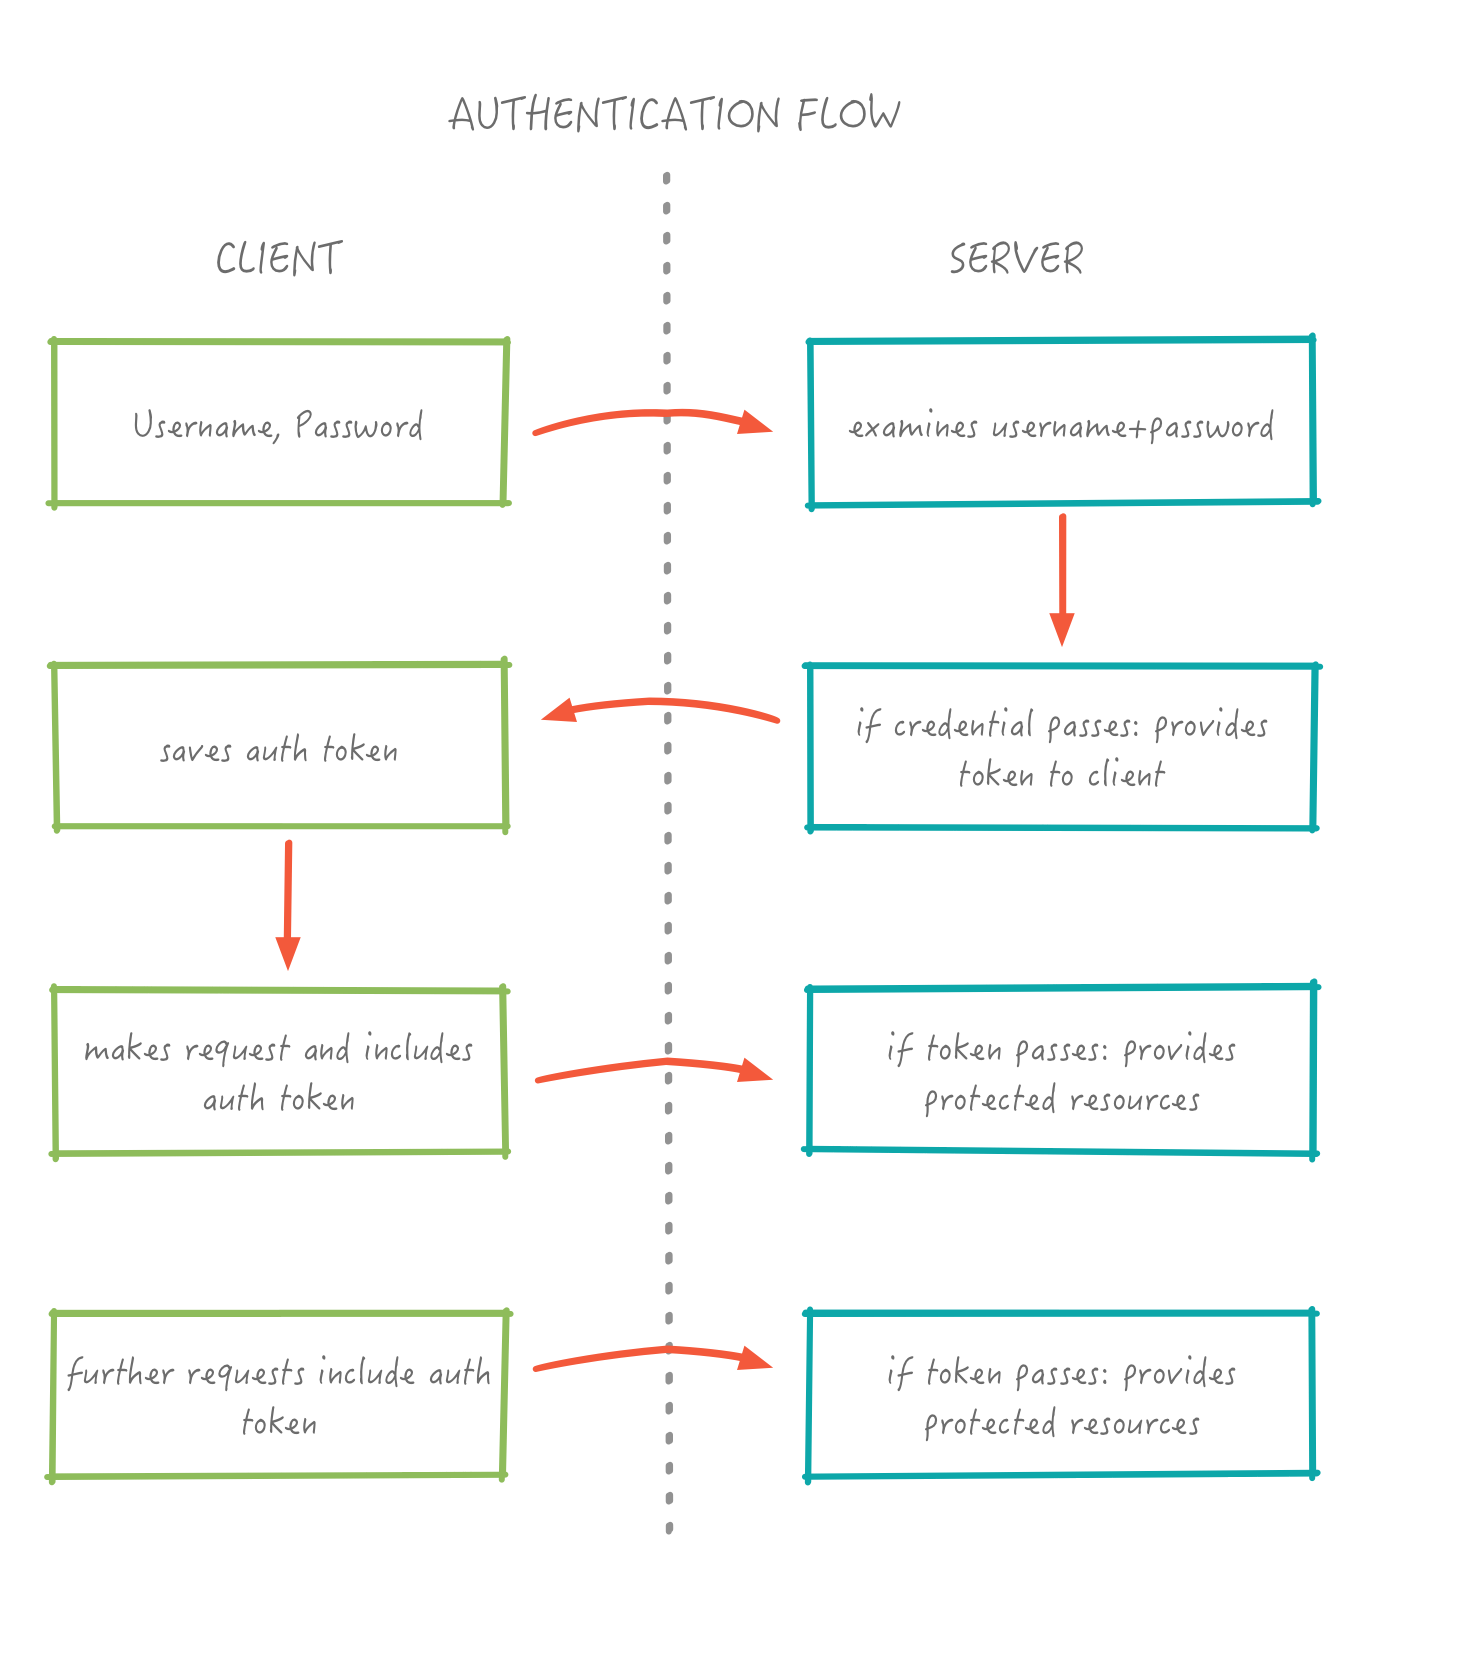 AUTHENTICATION FLOW
CLIENT
SERVER
Username, Password
examines username+password
saves auth token
if credential passes: provides
token to client
makes request and includes
auth token
if token passes: provides
protected resources
further requests include auth
token
if token passes: provides
protected resources